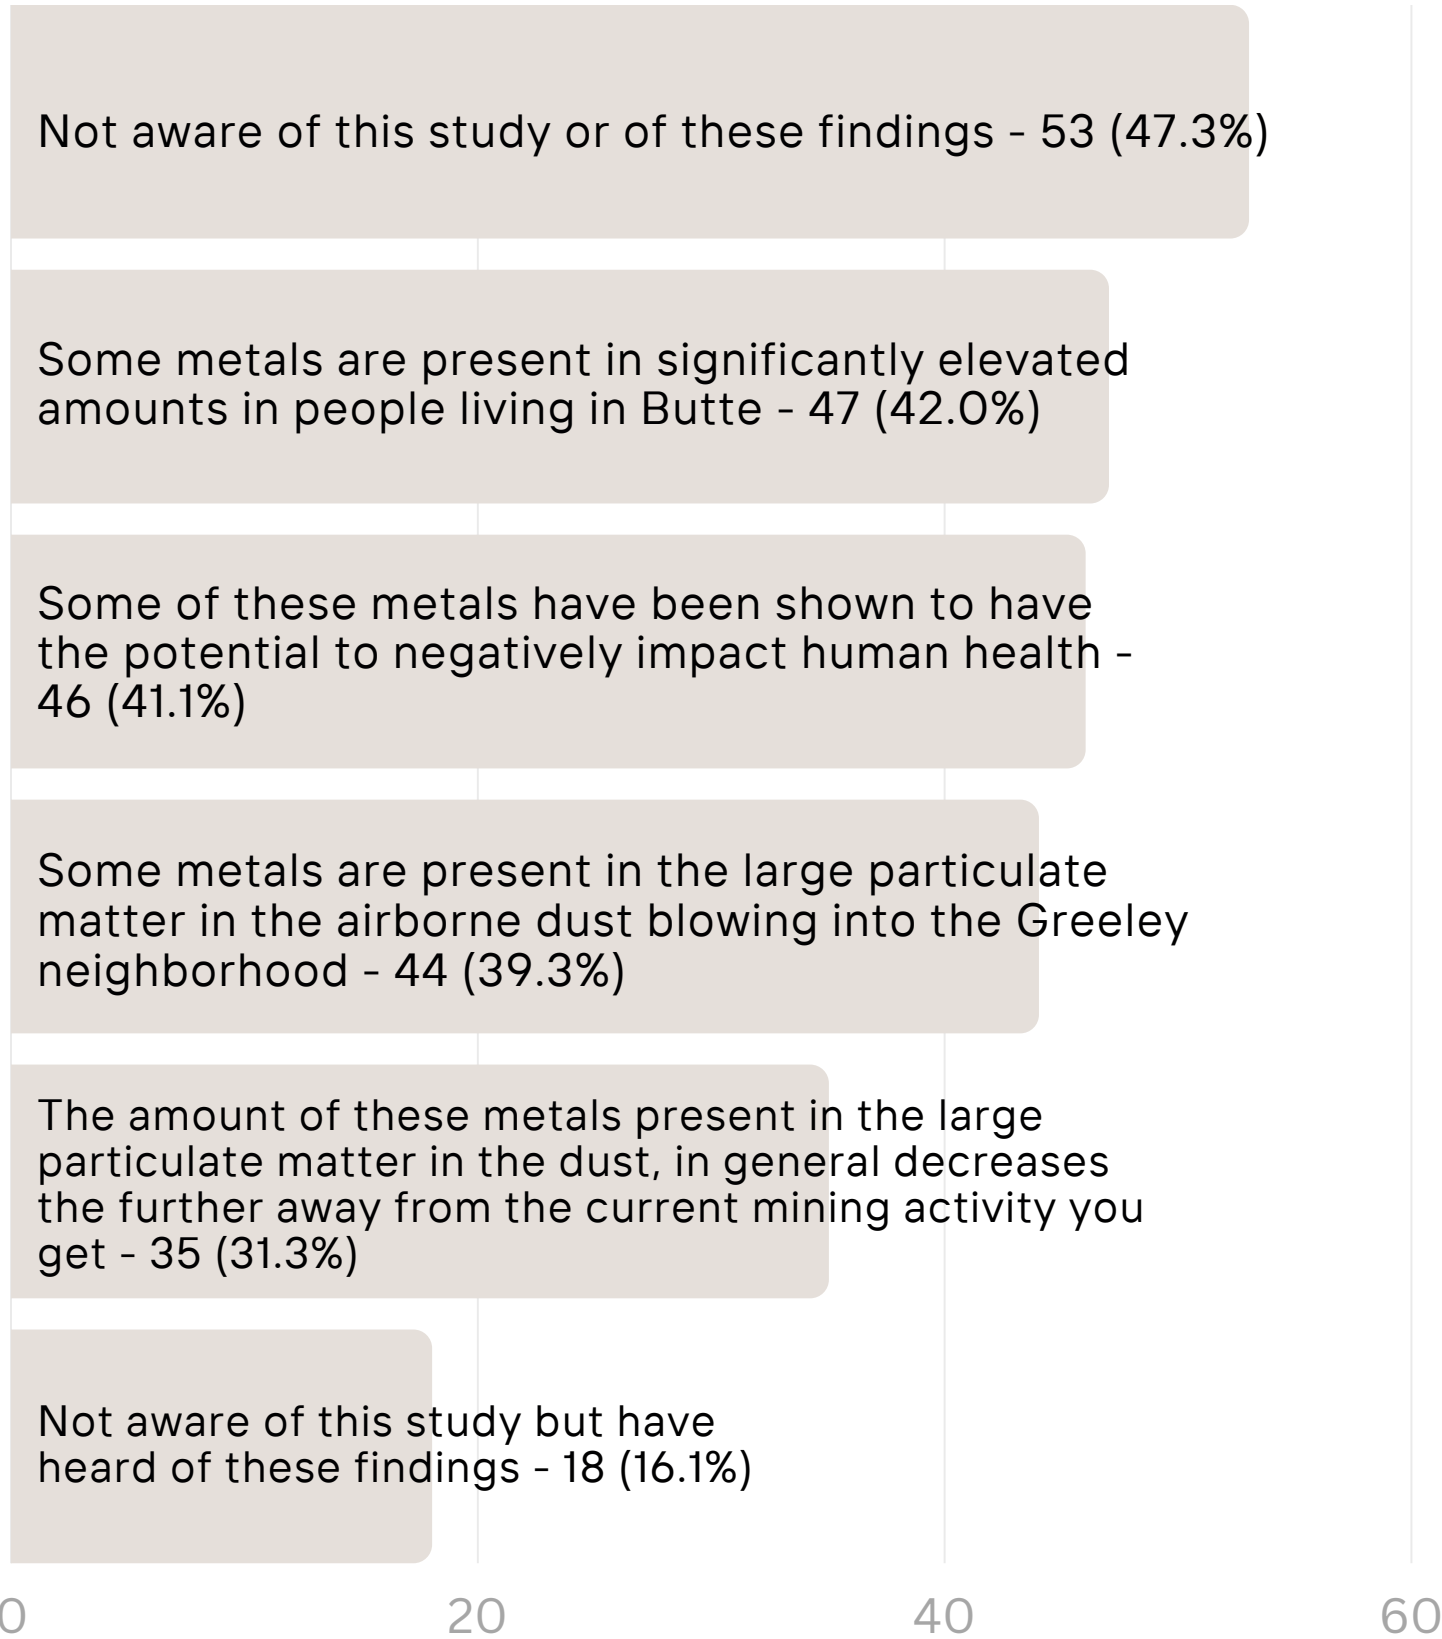 Not aware of this study or of these findings - 53 (47.3%)
Some metals are present in significantly elevated
amounts in people living in Butte - 47 (42.0%)
Some of these metals have been shown to have
the potential to negatively impact human health -
46 (41.1%)
Some metals are present in the large particulate
matter in the airborne dust blowing into the Greeley
neighborhood - 44 (39.3%)
The amount of these metals present in the large
particulate matter in the dust, in general decreases
the further away from the current mining activity you
get - 35 (31.3%)
Not aware of this study but have
heard of these findings - 18 (16.1%)
0 20 40 60